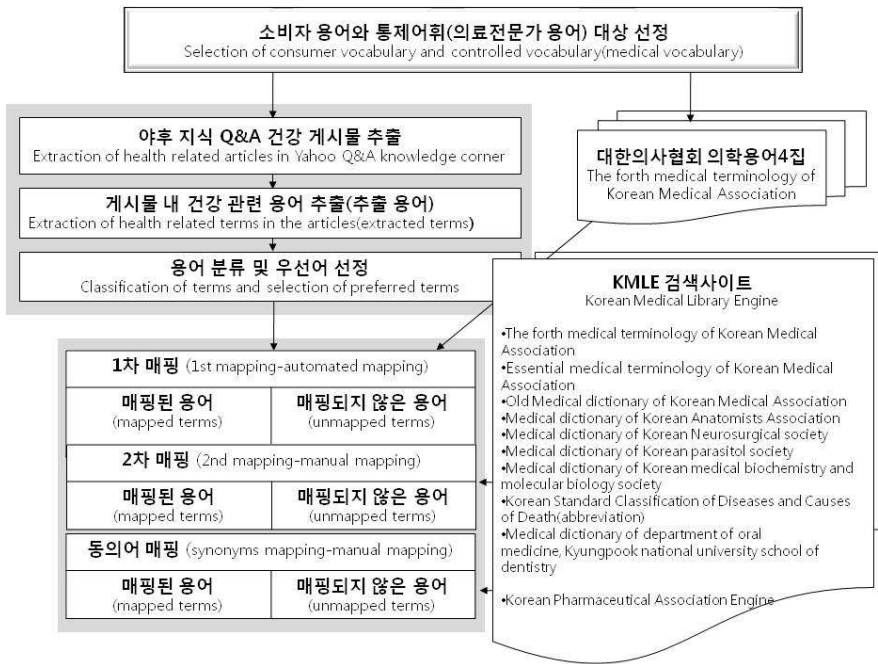 소비자 용어와 통제어휘(의료전문가 용어) 대상 선정
Selection of consumer vocabulary and controlled vocabulary(medical vocabulary)
야후 지식 Q&A 건강 게시물 추출
Extraction of health related articles in Yahoo Q&A knowledge corner
게시물 내 건강 관련 용어 추출(추출 용어)
Extraction of health related terms in the articles(extracted terms)
용어 분류 및 우선어 선정
Classification of terms and selection of preferred terms
대한의사협회 의학용어4집
The forth medical terminology of
Korean Medical Association
1차 매핑 (1st mapping-automated mapping)
매핑된 용어
(mapped terms)
매핑되지 않은 용어
(unmapped terms)
2차 매핑 (2nd mapping-manual mapping)
매핑된 용어
(mapped terms)
매핑되지 않은 용어
(unmapped terms)
동의어 매핑 (synonyms mapping-manual mapping)
매핑된 용어
(mapped terms)
매핑되지 않은 용어
(unmapped terms)
KMLE 검색사이트
Korean Medical Library Engine
•The forth medical terminology of Korean Medical
Association
•Essential medical terminology of Korean Medical
Association
•Old Medical dictionary of Korean Medical Association
•Medical dictionary of Korean Anatomists Association
•Medical dictionary of Korean Neurosurgical society
•Medical dictionary of Korean parasitol society
•Medical dictionary of Korean medical biochemistry and
molecular biology society
•Korean Standard Classification of Diseases and Causes
of Death(abbreviation)
•Medical dictionary of department of oral
medicine, Kyungpook national university school of
dentistry
•Korean Pharmaceutical Association Engine